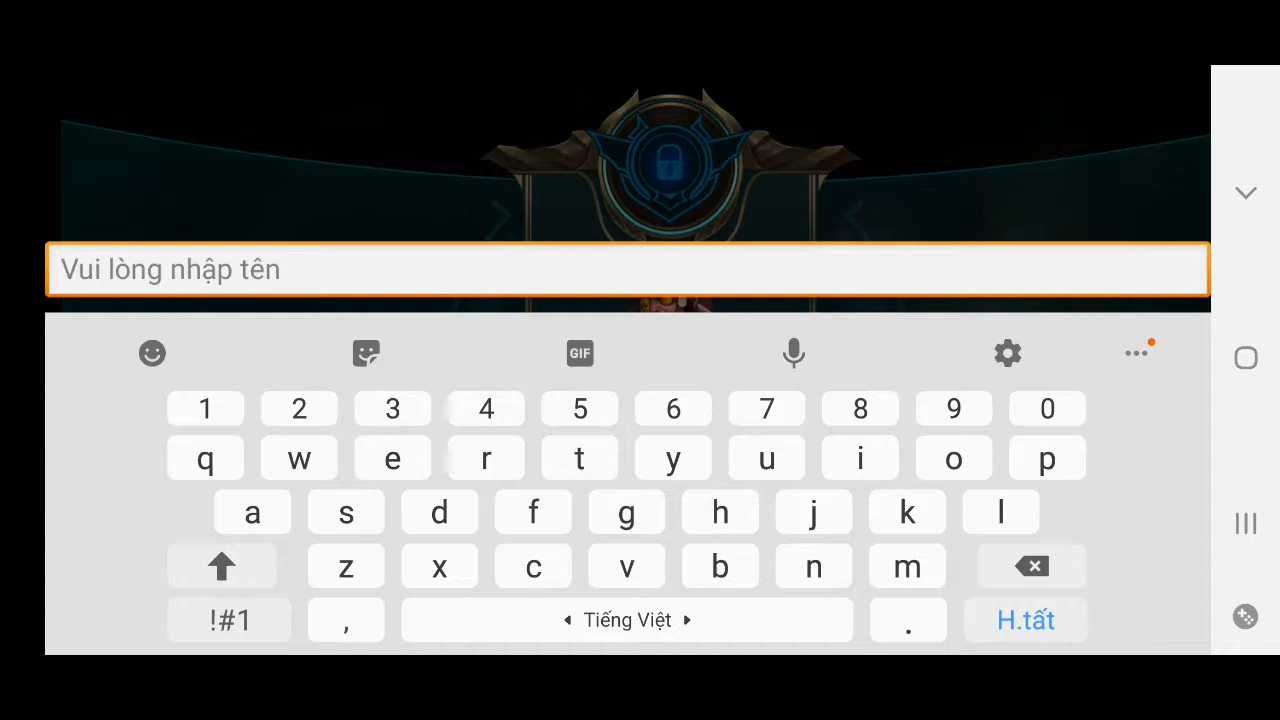 Vui lòng nhập tên
GIF
1 2 3 4 5 6 7 8 9 0
q w e r t y u i o p
a s d f g h j k l
z x c v b n m
!#1 , Tiếng Việt . H.tất